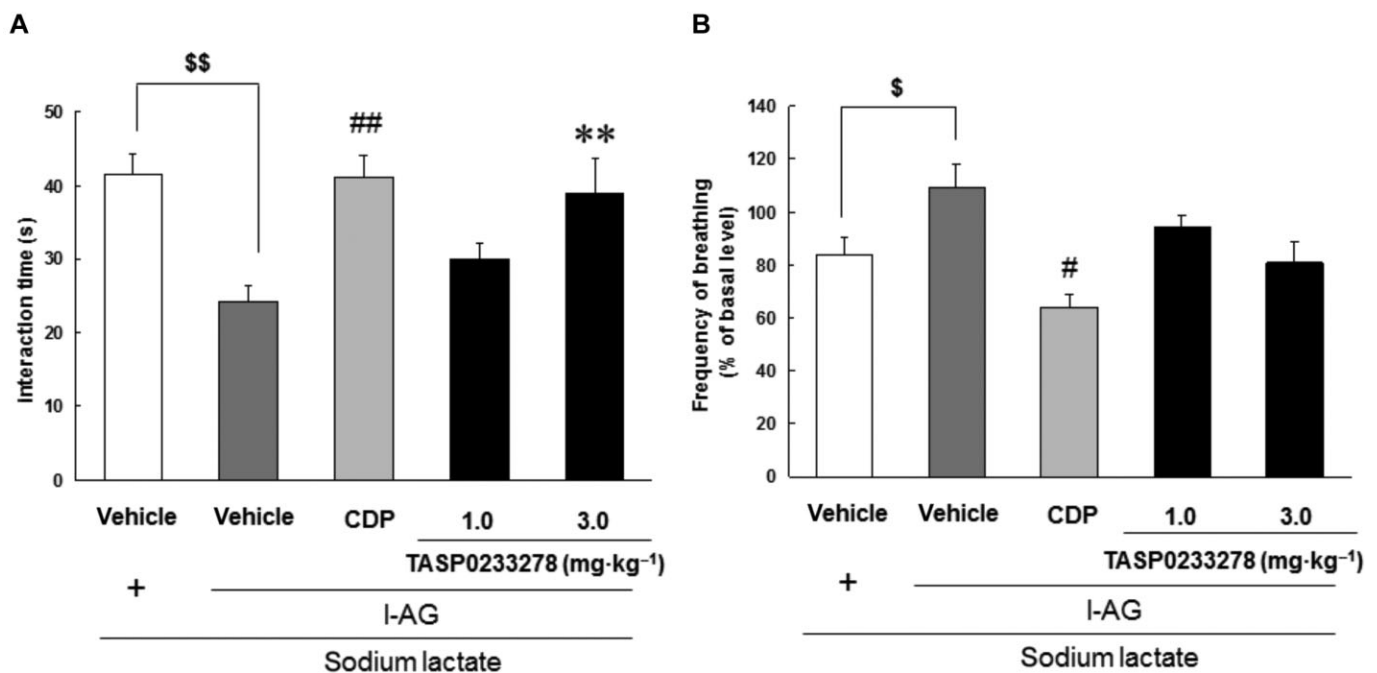 A
$$
50
40
30
20
10
0
Interaction time (s)
##
**
Vehicle Vehicle CDP 1.0 3.0
TASP0233278 (mg·kg⁻¹)
+
l-AG
Sodium lactate
B
$
140
120
100
80
60
40
20
0
Frequency of breathing
(% of basal level)
#
Vehicle Vehicle CDP 1.0 3.0
TASP0233278 (mg·kg⁻¹)
+
l-AG
Sodium lactate